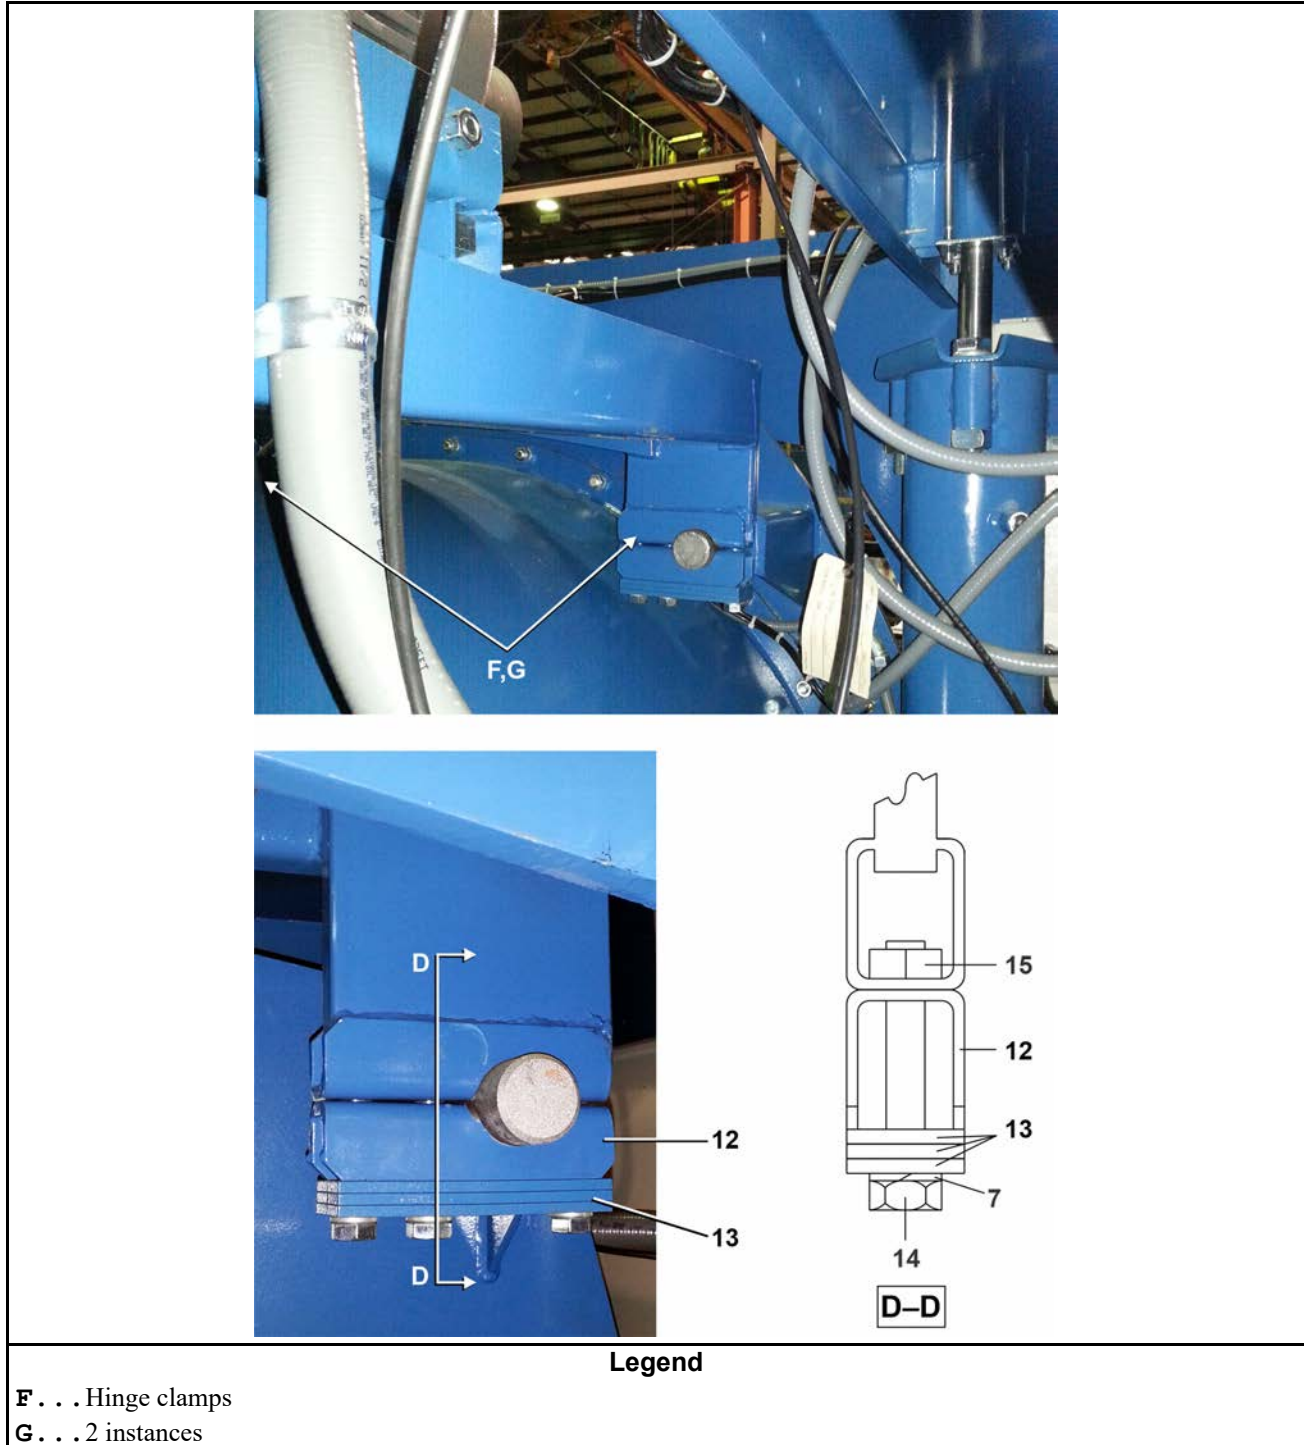 F,G
D
D
12
13
15
12
13
7
14
D–D
Legend
F...Hinge clamps
G...2 instances